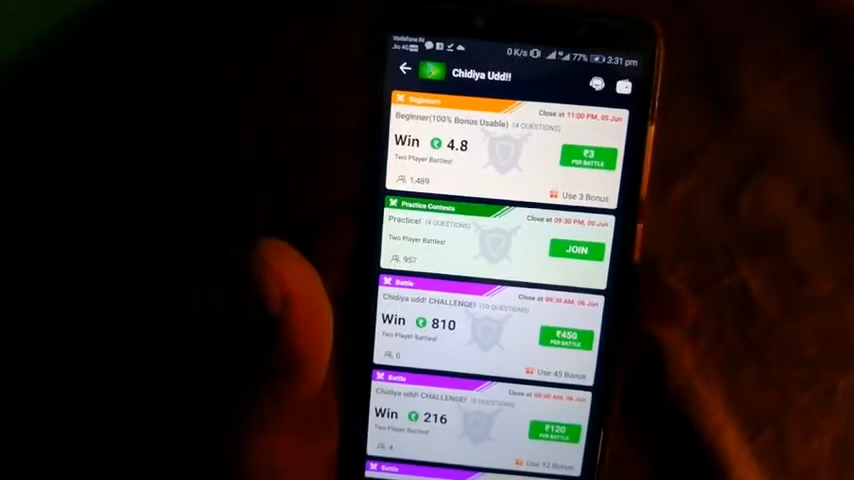 Vodafone IN
Jio 4G
0 K/s 77% 3:31 pm
Chidiya Udd!!
Beginners
Close at 11:00 PM, 05 Jun
Beginner(100% Bonus Usable) (4 QUESTIONS)
Win 4.8
₹3
PER BATTLE
Two Player Battles!
1,489
Use 3 Bonus
Practice Contests
Close at 09:30 PM, 06 Jun
Practice! (4 QUESTIONS)
Two Player Battles!
JOIN
957
Battle
Close at 09:30 AM, 06 Jun
Chidiya udd! CHALLENGE! (10 QUESTIONS)
Win 810
₹450
PER BATTLE
Two Player Battles!
0
Use 45 Bonus
Battle
Chidiya udd! CHALLENGE!
Win 216
₹120
PER BATTLE
Two Player Battles!
4
Use 12 Bonus
Battle